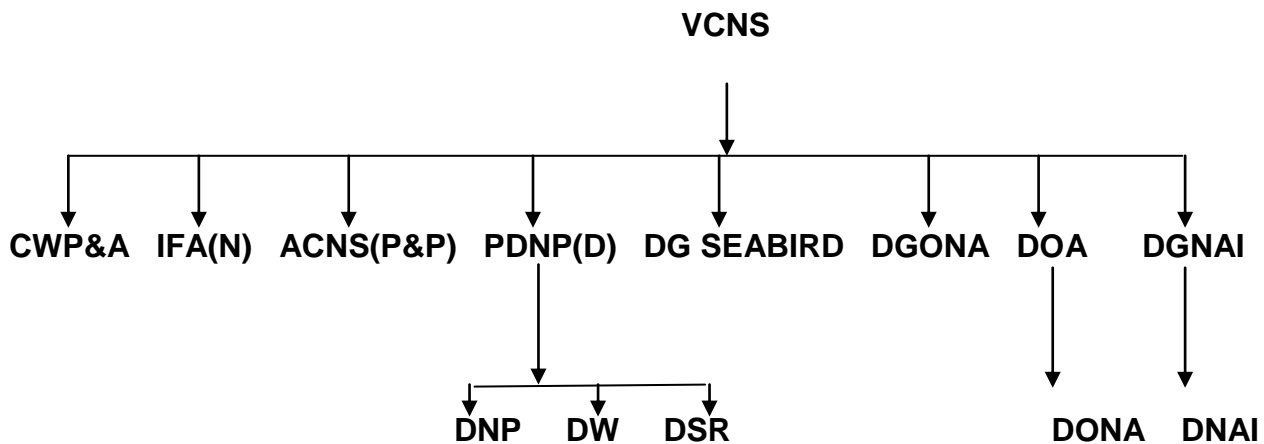 VCNS
CWP&A IFA(N) ACNS(P&P) PDNP(D) DG SEABIRD DGONA DOA DGNAI
DNP DW DSR DONA DNAI